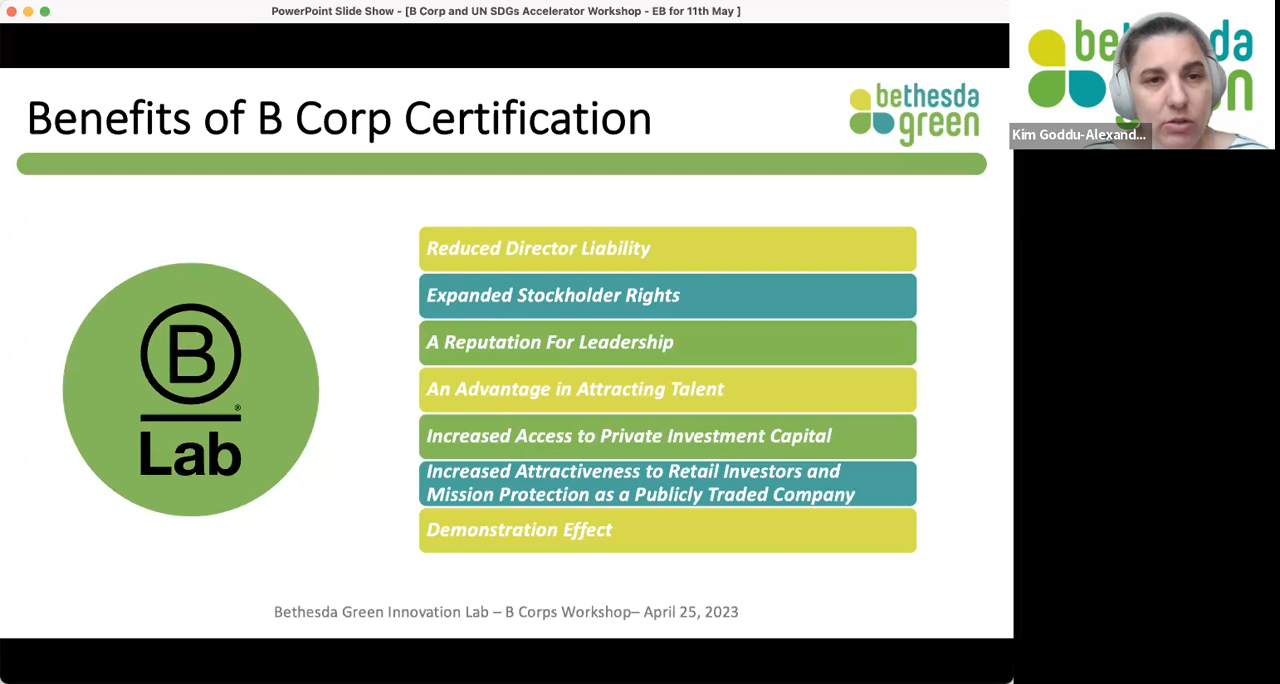 PowerPoint Slide Show - [B Corp and UN SDGs Accelerator Workshop - EB for 11th May ]
Benefits of B Corp Certification
bethesda
green
Kim Goddu-Alexand...
B
Lab
®
Reduced Director Liability
Expanded Stockholder Rights
A Reputation For Leadership
An Advantage in Attracting Talent
Increased Access to Private Investment Capital
Increased Attractiveness to Retail Investors and
Mission Protection as a Publicly Traded Company
Demonstration Effect
Bethesda Green Innovation Lab – B Corps Workshop– April 25, 2023